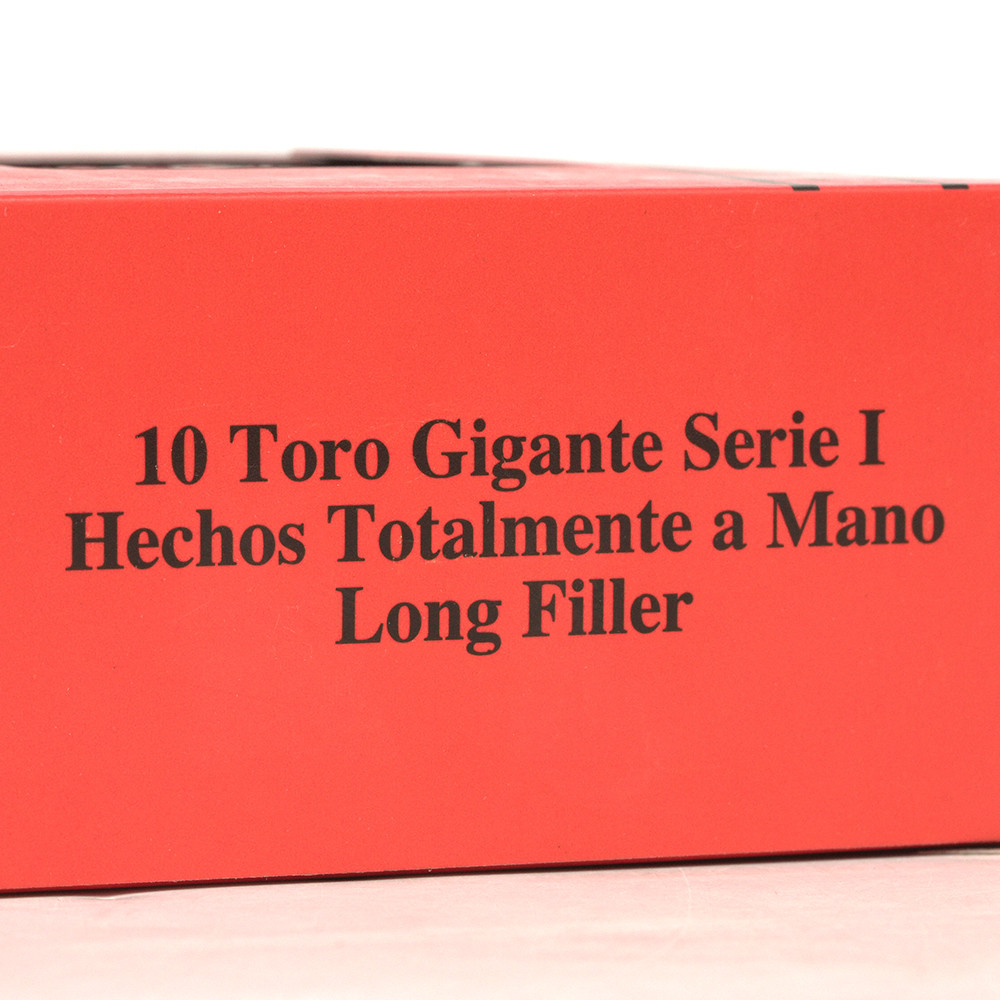 10 Toro Gigante Serie I
Hechos Totalmente a Mano
Long Filler